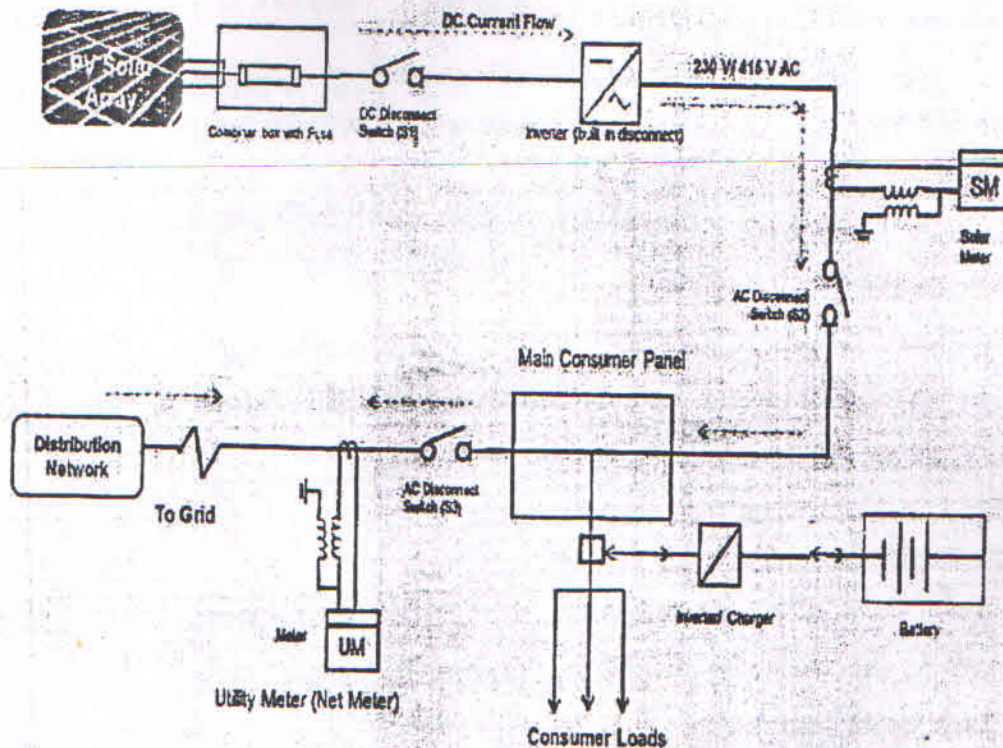 DC Current Flow
PV Solar
Array
230 V/ 415 V AC
Combiner box with Fuse
DC Disconnect
Switch (S1)
Inverter (built in disconnect)
SM
Solar
Meter
AC Disconnect
Switch (S2)
Main Consumer Panel
Distribution
Network
To Grid
AC Disconnect
Switch (S3)
Meter
UM
Inverter/ Charger
Battery
Utility Meter (Net Meter)
Consumer Loads